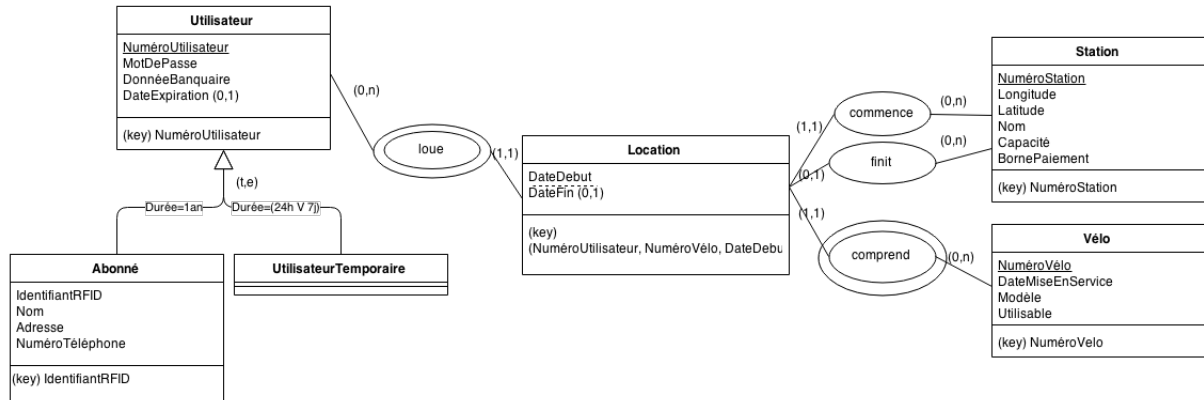 Utilisateur
NuméroUtilisateur
MotDePasse
DonnéeBanquaire
DateExpiration (0,1)
(key) NuméroUtilisateur
(t,e)
Durée=1an
Durée=(24h V 7j)
Abonné
IdentifiantRFID
Nom
Adresse
NuméroTéléphone
(key) IdentifiantRFID
UtilisateurTemporaire
(0,n)
loue
(1,1)
Location
DateDebut
DateFin (0,1)
(key)
(NuméroUtilisateur, NuméroVélo, DateDebu
(1,1)
commence
(0,n)
(0,1)
finit
(0,n)
(1,1)
comprend
(0,n)
Station
NuméroStation
Longitude
Latitude
Nom
Capacité
BornePaiement
(key) NuméroStation
Vélo
NuméroVélo
DateMiseEnService
Modèle
Utilisable
(key) NuméroVelo